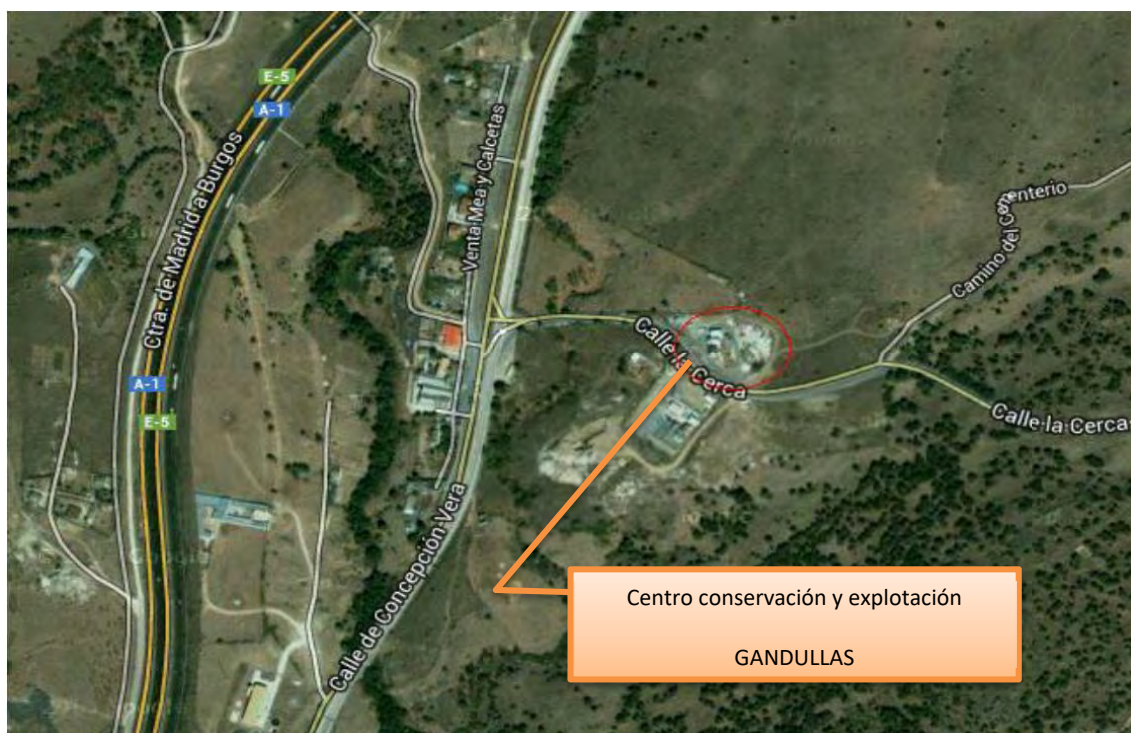 E-5
A-1
Ctra. de Madrid a Burgos
Venta Mea y Calcetas
Camino del Cementerio
Calle la Cerca
A-1
E-5
Calle la Cerca
Calle de Concepción Vera
Centro conservación y explotación
GANDULLAS